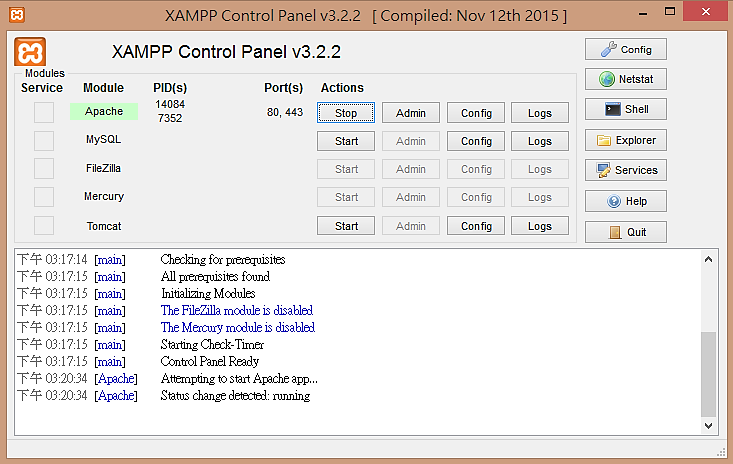 XAMPP Control Panel v3.2.2 [ Compiled: Nov 12th 2015 ]
XAMPP Control Panel v3.2.2
Config
Modules
Service Module PID(s) Port(s) Actions
Netstat
Apache 14084 7352 80, 443 Stop Admin Config Logs
Shell
MySQL Start Admin Config Logs
Explorer
FileZilla Start Admin Config Logs
Services
Mercury Start Admin Config Logs
Help
Tomcat Start Admin Config Logs
Quit
下午 03:17:14 [main] Checking for prerequisites
下午 03:17:15 [main] All prerequisites found
下午 03:17:15 [main] Initializing Modules
下午 03:17:15 [main] The FileZilla module is disabled
下午 03:17:15 [main] The Mercury module is disabled
下午 03:17:15 [main] Starting Check-Timer
下午 03:17:15 [main] Control Panel Ready
下午 03:20:34 [Apache] Attempting to start Apache app...
下午 03:20:34 [Apache] Status change detected: running